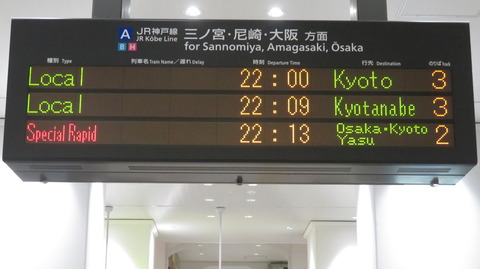 A JR神戸線 三ノ宮・尼崎・大阪 方面
B H JR Kōbe Line for Sannomiya, Amagasaki, Ōsaka
種別 Type 列車名 Train Name / 遅れ Delay 時刻 Departure Time 行先 Destination のりば Track
Local 22:00 Kyoto 3
Local 22:09 Kyotanabe 3
Special Rapid 22:13 Osaka・Kyoto Yasu 2